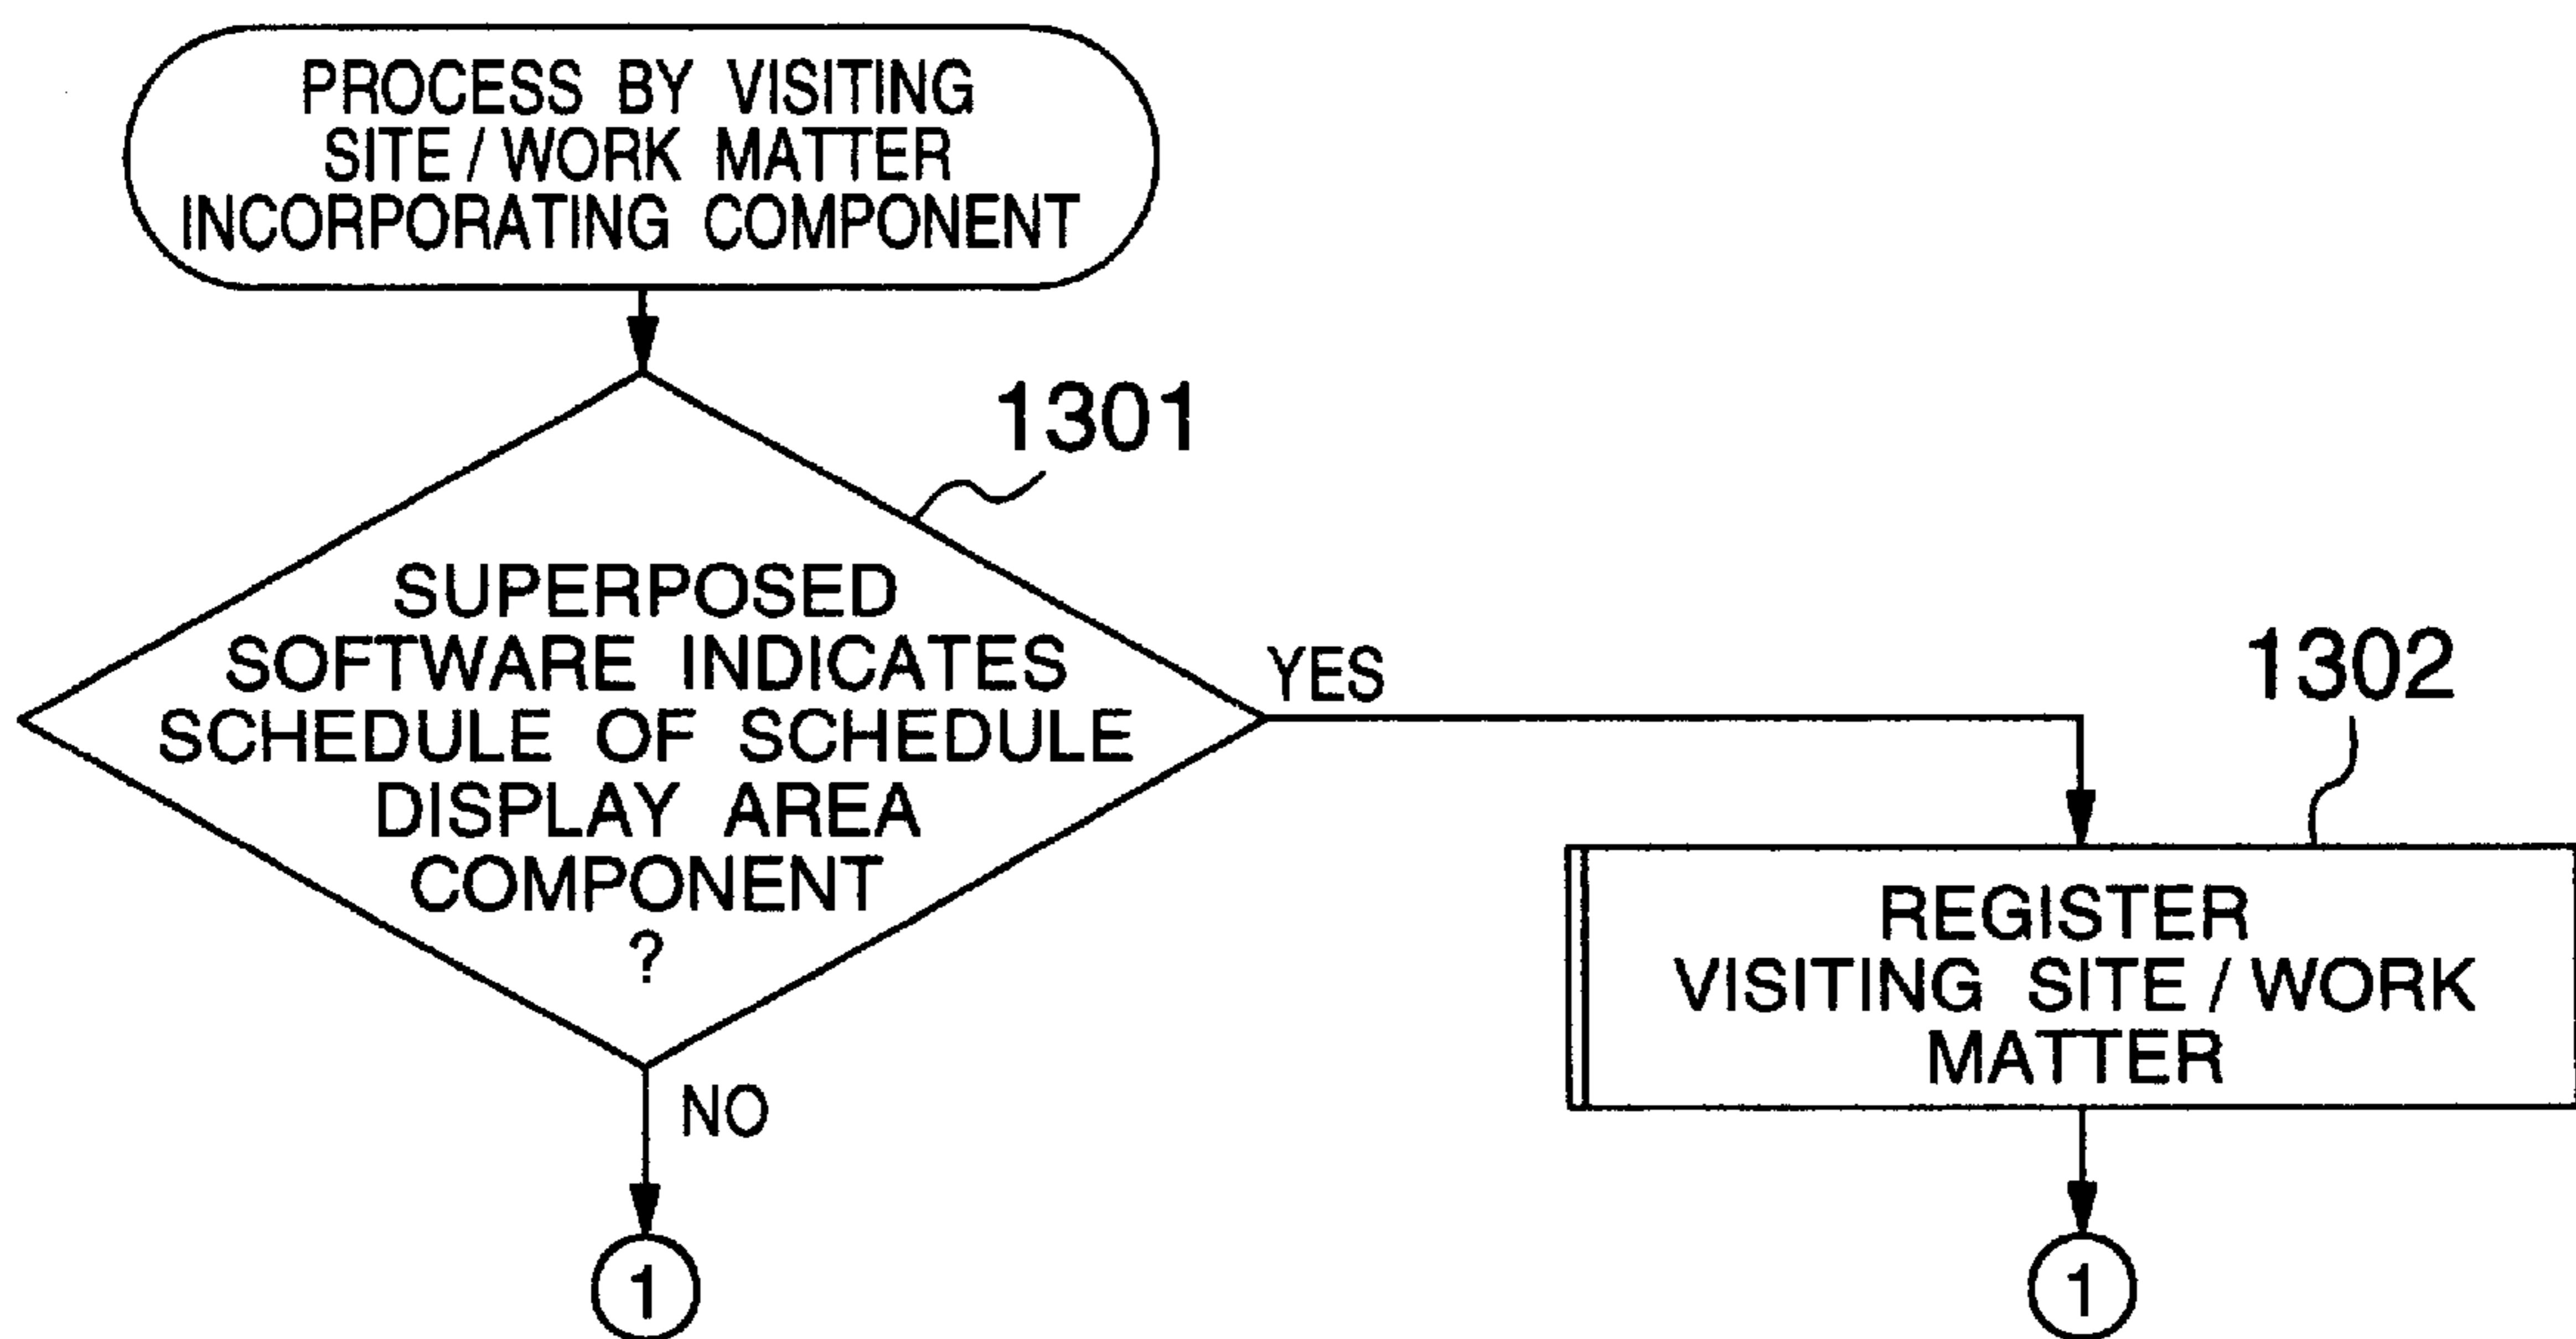 PROCESS BY VISITING
SITE / WORK MATTER
INCORPORATING COMPONENT
1301
SUPERPOSED
SOFTWARE INDICATES
SCHEDULE OF SCHEDULE
DISPLAY AREA
COMPONENT
?
YES
1302
REGISTER
VISITING SITE / WORK
MATTER
NO
1
1